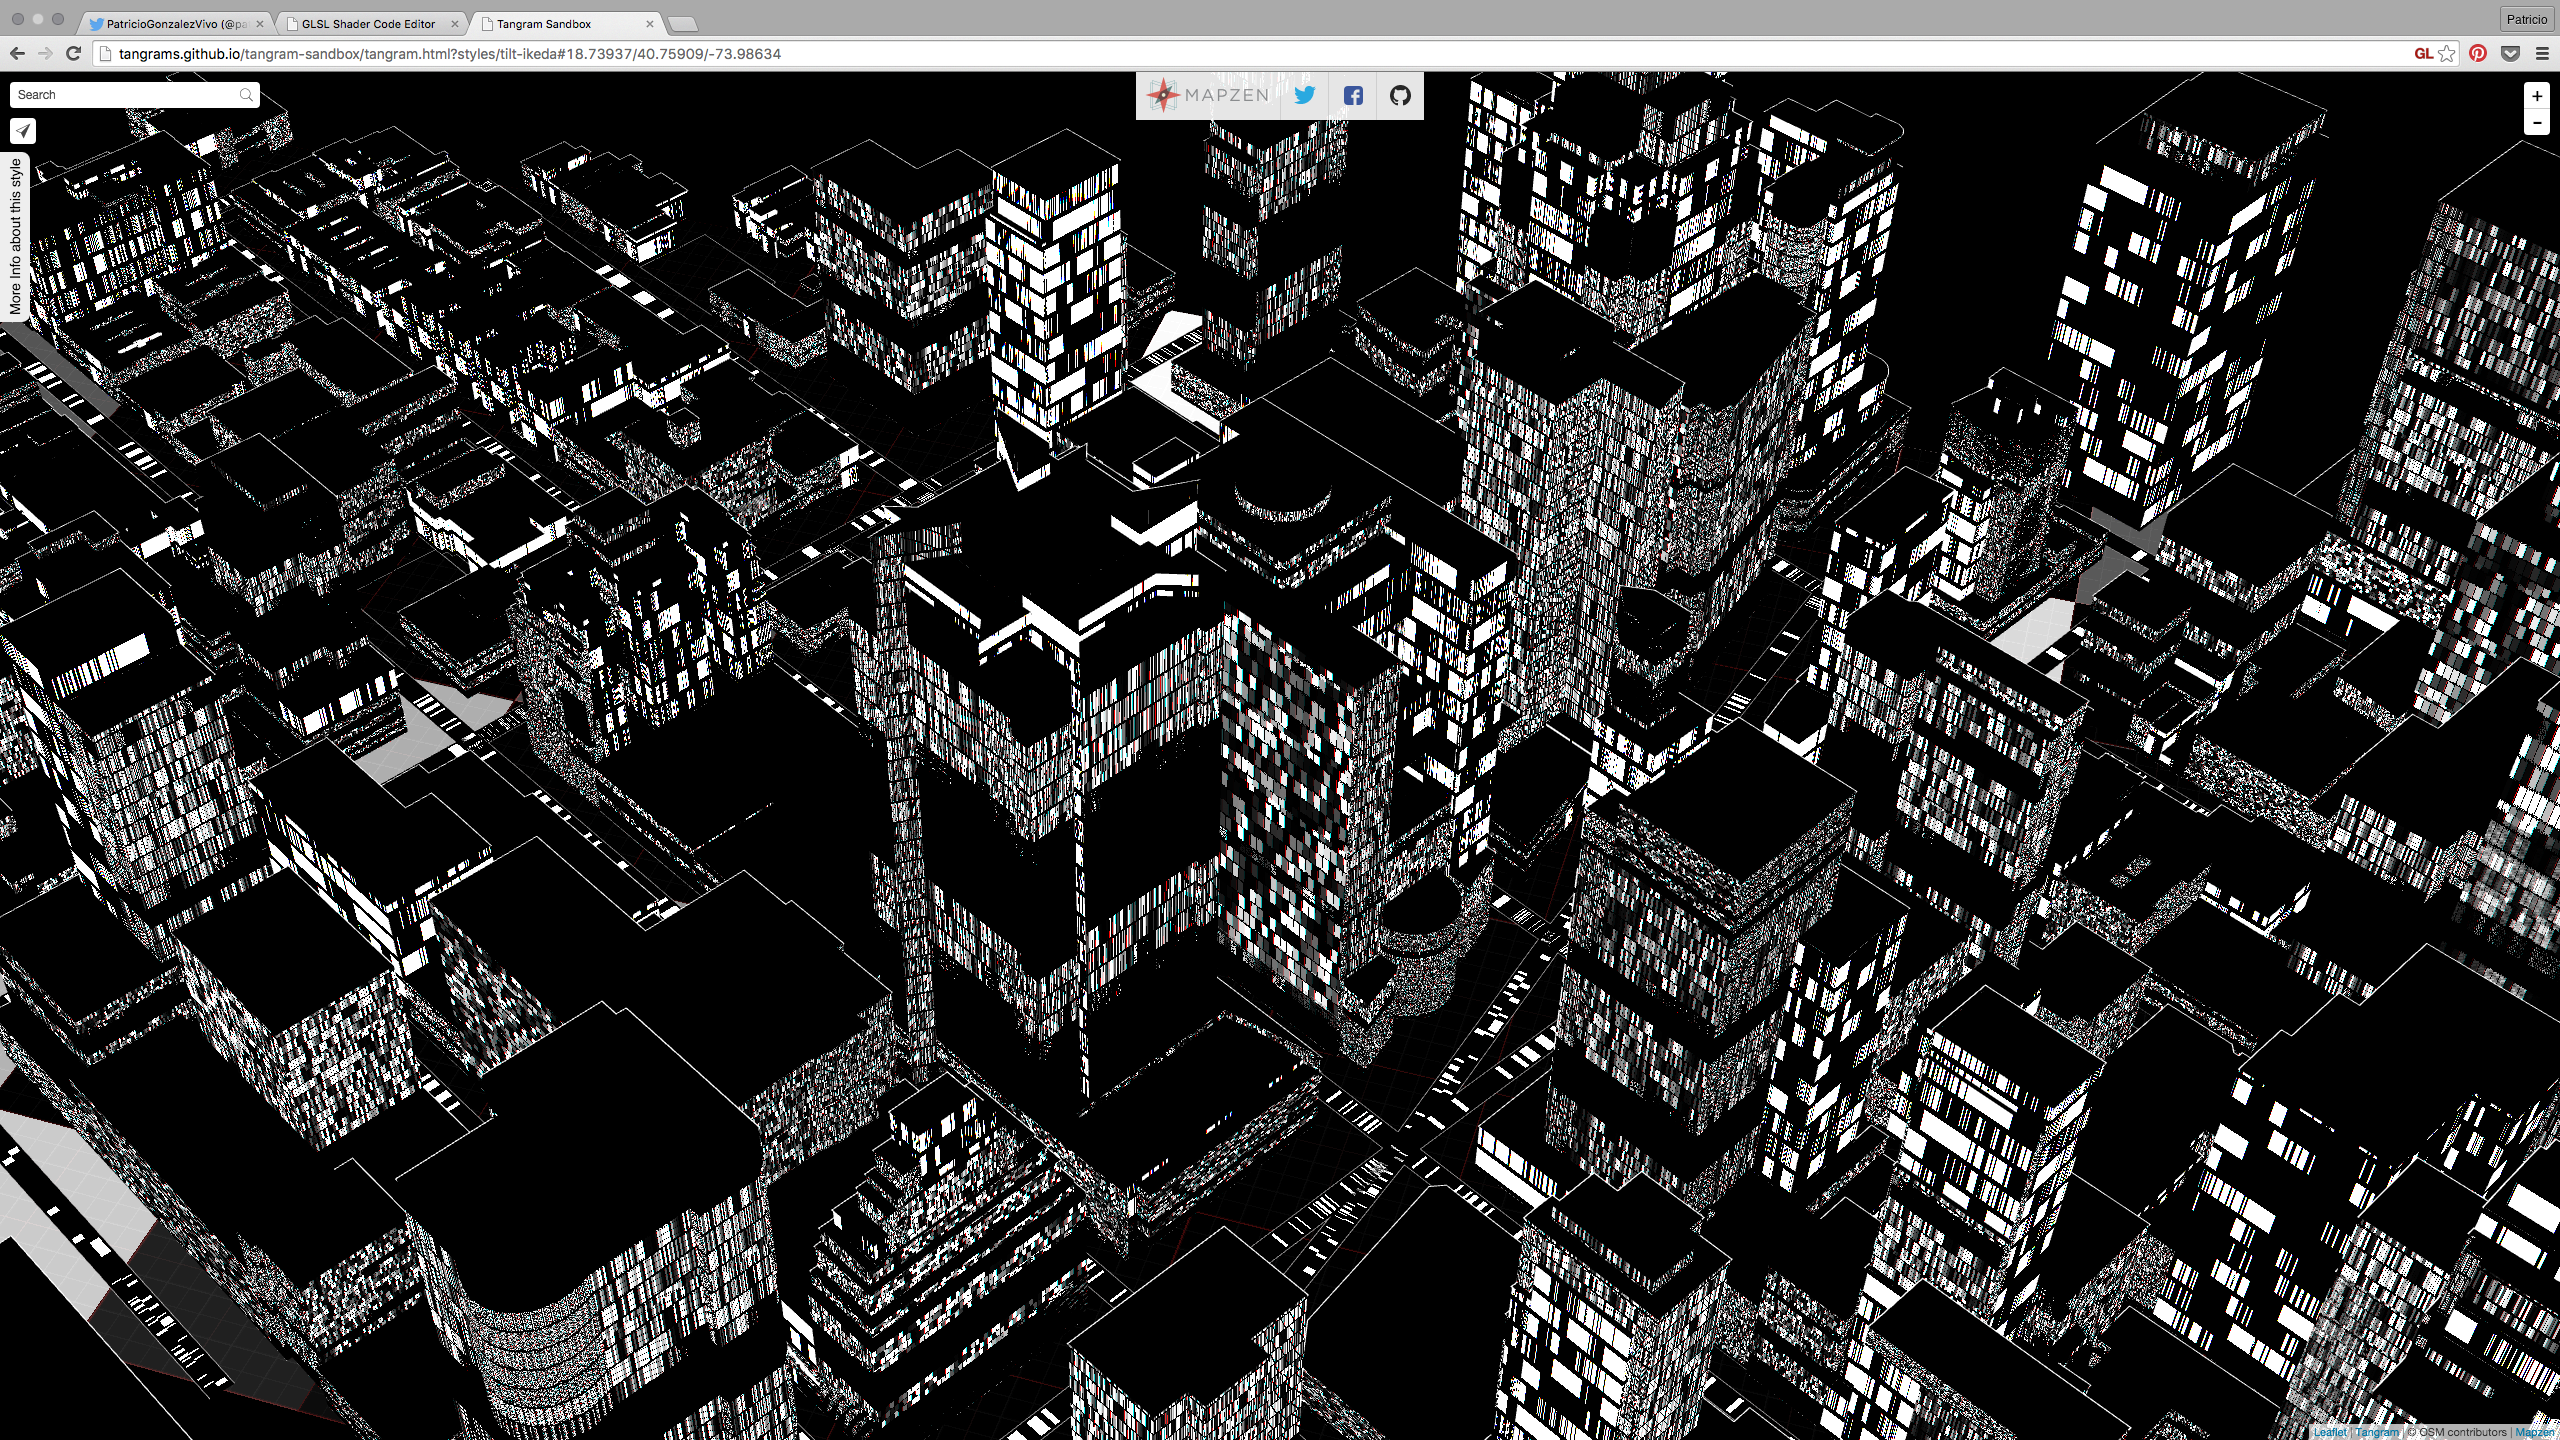 PatricioGonzalezVivo (@pa
GLSL Shader Code Editor
Tangram Sandbox
Patricio
tangrams.github.io/tangram-sandbox/tangram.html?styles/tilt-ikeda#18.73937/40.75909/-73.98634
GL
Search
MAPZEN
+
-
More Info about this style
Leaflet | Tangram | © OSM contributors | Mapzen